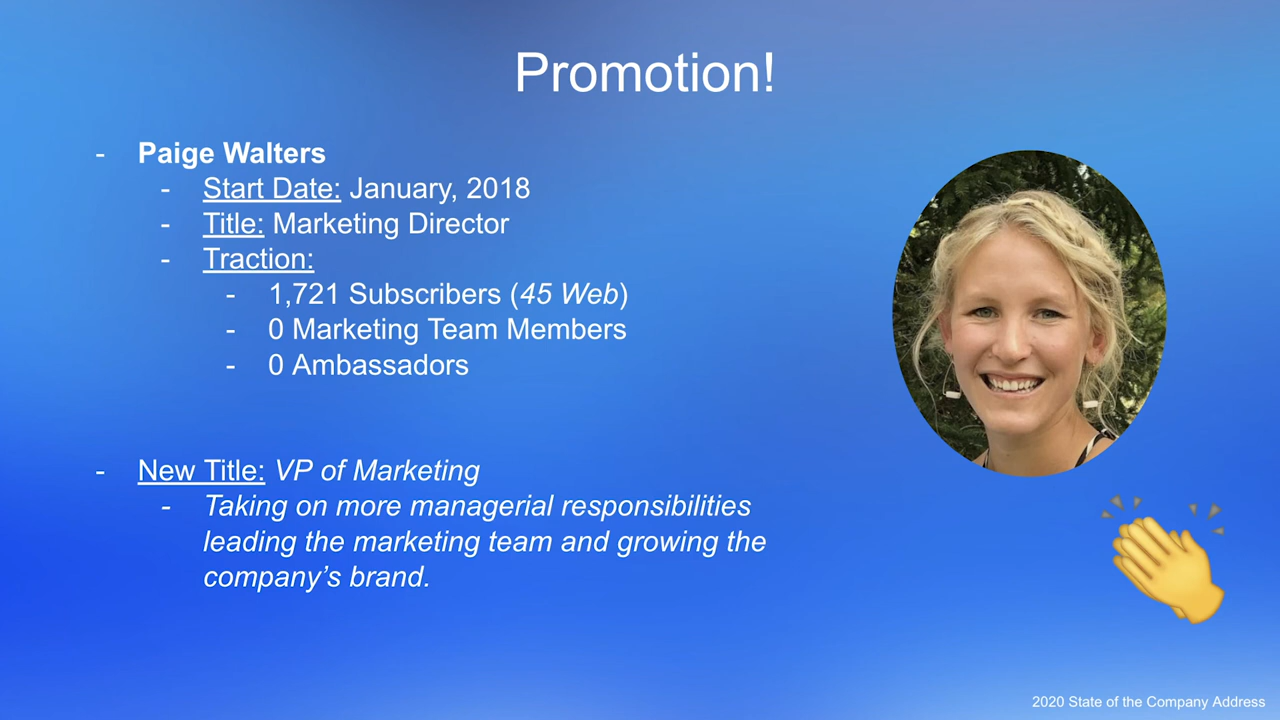 Promotion!
- Paige Walters
- Start Date: January, 2018
- Title: Marketing Director
- Traction:
- 1,721 Subscribers (45 Web)
- 0 Marketing Team Members
- 0 Ambassadors
- New Title: VP of Marketing
- Taking on more managerial responsibilities
leading the marketing team and growing the
company’s brand.
2020 State of the Company Address